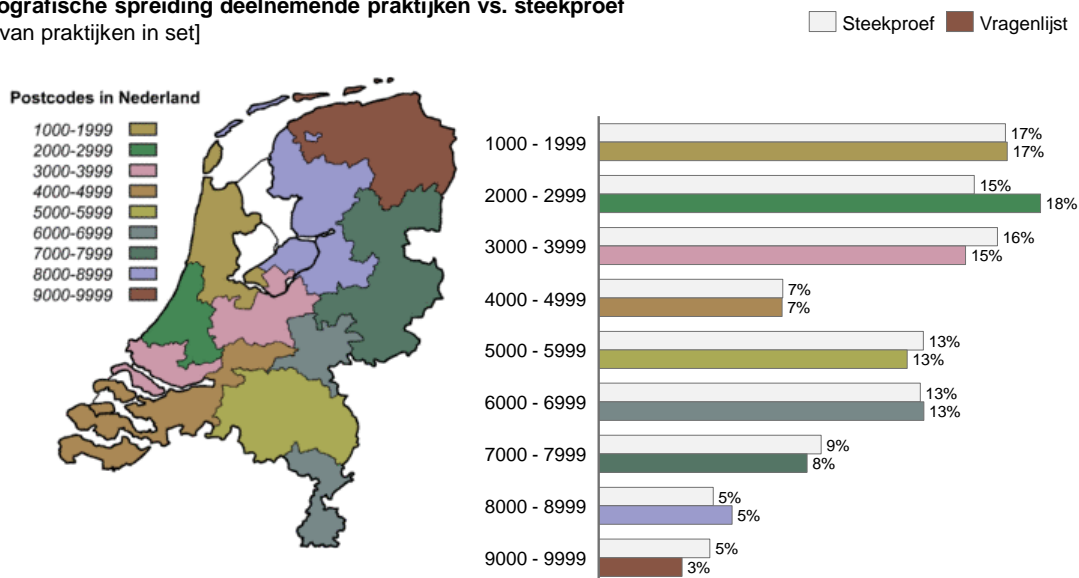 ografische spreiding deelnemende praktijken vs. steekproef
van praktijken in set]
Steekproef
Vragenlijst
Postcodes in Nederland
1000-1999
2000-2999
3000-3999
4000-4999
5000-5999
6000-6999
7000-7999
8000-8999
9000-9999
1000 - 1999
17%
17%
2000 - 2999
15%
18%
3000 - 3999
16%
15%
4000 - 4999
7%
7%
5000 - 5999
13%
13%
6000 - 6999
13%
13%
7000 - 7999
9%
8%
8000 - 8999
5%
5%
9000 - 9999
5%
3%